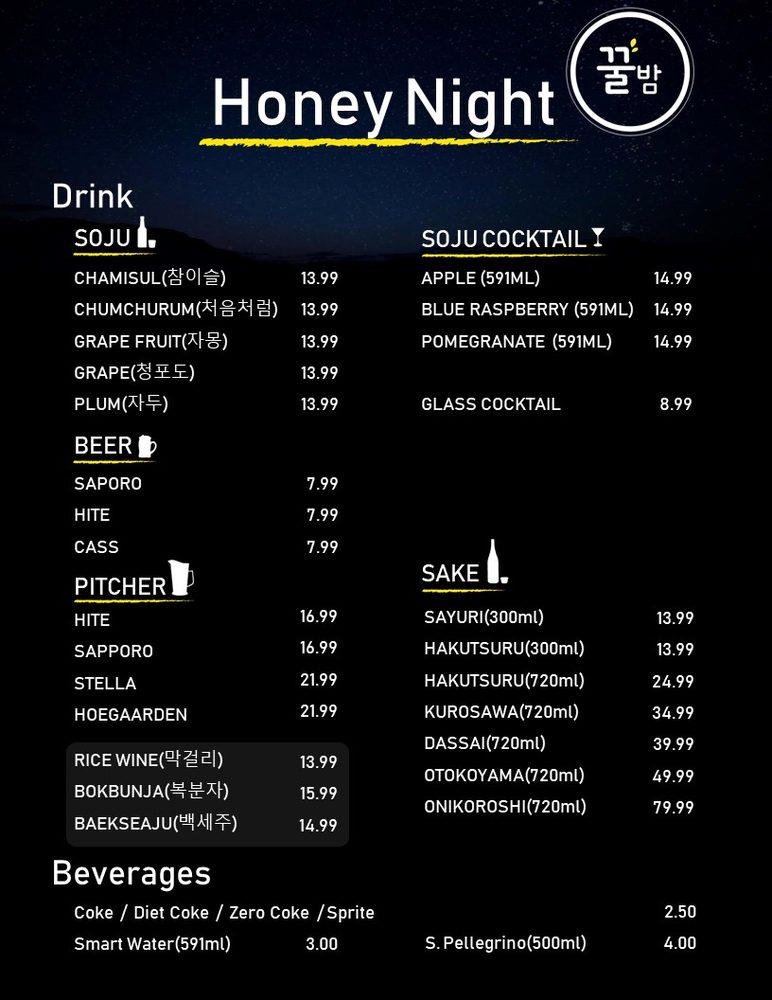 꿀밤
Honey Night
Drink
SOJU
CHAMISUL(참이슬) 13.99
CHUMCHURUM(처음처럼) 13.99
GRAPE FRUIT(자몽) 13.99
GRAPE(청포도) 13.99
PLUM(자두) 13.99
SOJU COCKTAIL
APPLE (591ML) 14.99
BLUE RASPBERRY (591ML) 14.99
POMEGRANATE (591ML) 14.99
GLASS COCKTAIL 8.99
BEER
SAPORO 7.99
HITE 7.99
CASS 7.99
PITCHER
HITE 16.99
SAPPORO 16.99
STELLA 21.99
HOEGAARDEN 21.99
RICE WINE(막걸리) 13.99
BOKBUNJA(복분자) 15.99
BAEKSEAJU(백세주) 14.99
SAKE
SAYURI(300ml) 13.99
HAKUTSURU(300ml) 13.99
HAKUTSURU(720ml) 24.99
KUROSAWA(720ml) 34.99
DASSAI(720ml) 39.99
OTOKOYAMA(720ml) 49.99
ONIKOROSHI(720ml) 79.99
Beverages
Coke / Diet Coke / Zero Coke /Sprite 2.50
Smart Water(591ml) 3.00
S. Pellegrino(500ml) 4.00